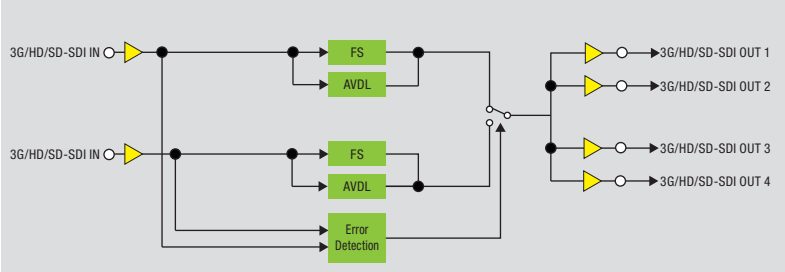 3G/HD/SD-SDI IN
FS
AVDL
3G/HD/SD-SDI OUT 1
3G/HD/SD-SDI OUT 2
3G/HD/SD-SDI IN
FS
AVDL
3G/HD/SD-SDI OUT 3
3G/HD/SD-SDI OUT 4
Error
Detection